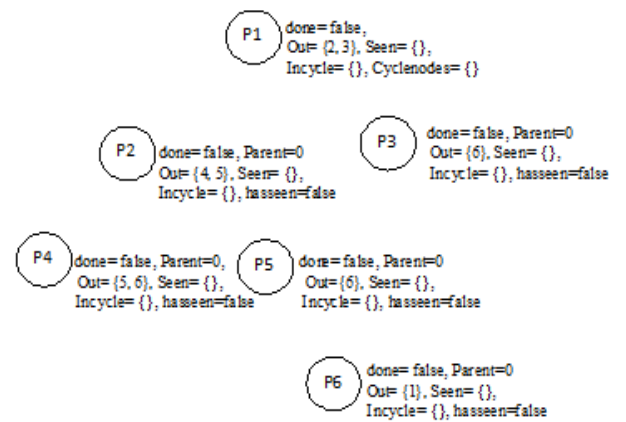 P1
done= false,
Out= {2, 3}, Seen= {},
Incycle= {}, Cyclenodes= {}
P2
done= false, Parent=0
Out= {4, 5}, Seen= {},
Incycle= {}, hasseen=false
P3
done= false, Parent=0
Out= {6}, Seen= {},
Incycle= {}, hasseen=false
P4
done= false, Parent=0,
Out= {5, 6}, Seen= {},
Incycle= {}, hasseen=false
P5
done= false, Parent=0
Out= {6}, Seen= {},
Incycle= {}, hasseen=false
P6
done= false, Parent=0
Out= {1}, Seen= {},
Incycle= {}, hasseen=false